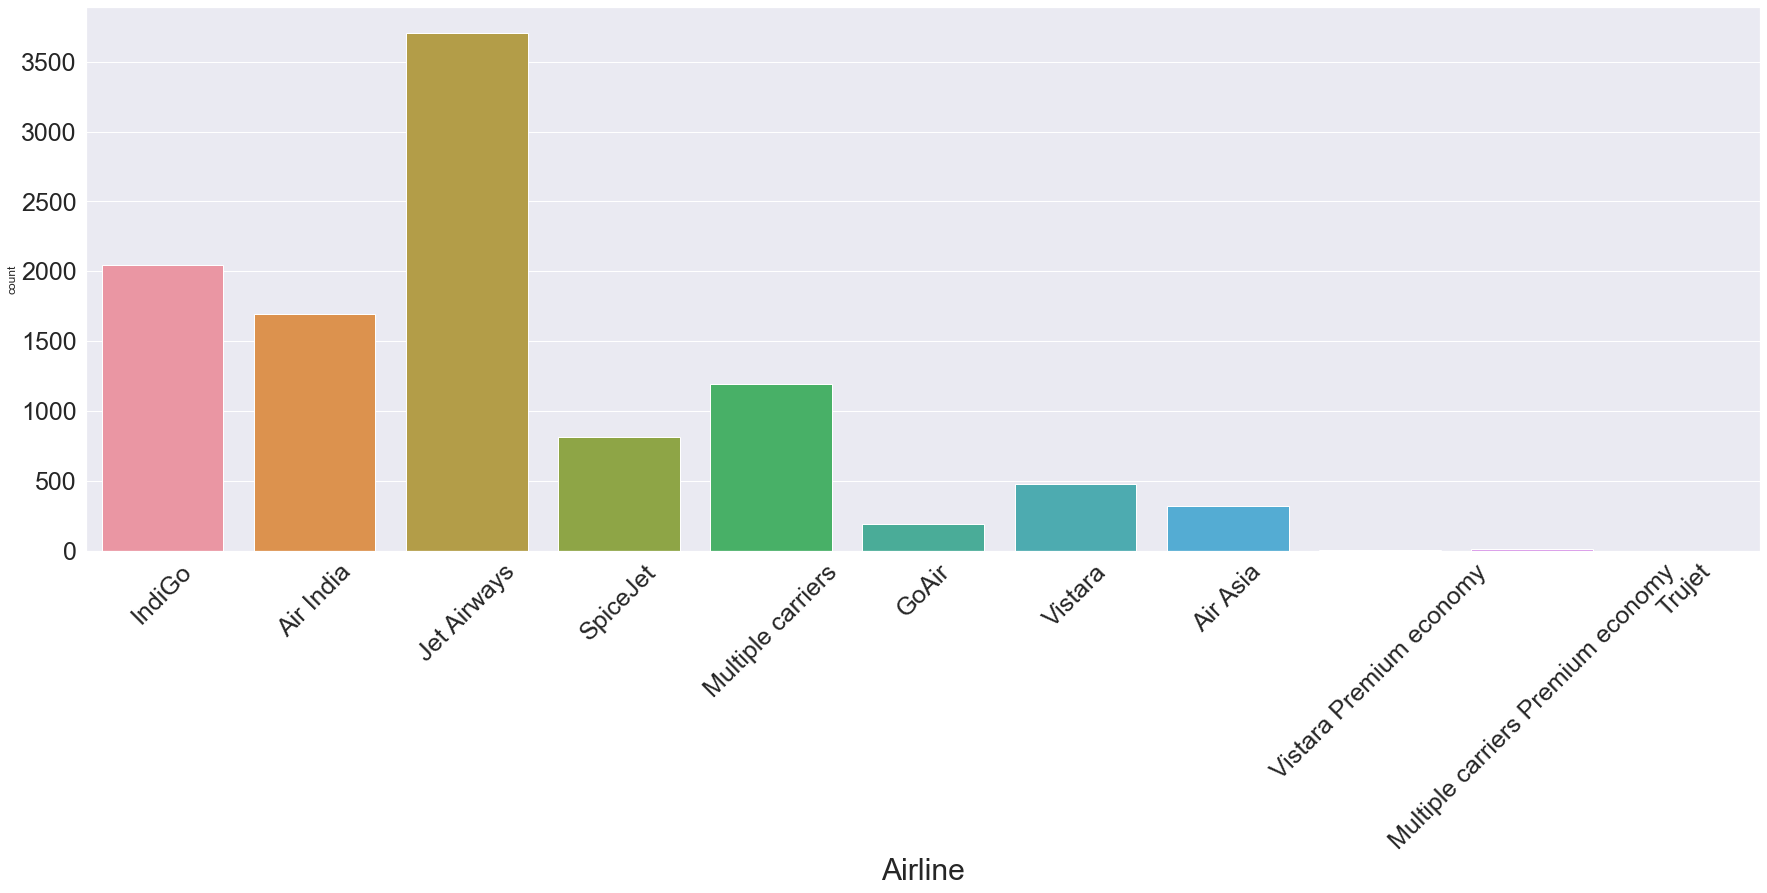 3500
3000
2500
2000
1500
1000
500
0
count
IndiGo
Air India
Jet Airways
SpiceJet
Multiple carriers
GoAir
Vistara
Air Asia
Vistara Premium economy
Multiple carriers Premium economy
Trujet
Airline